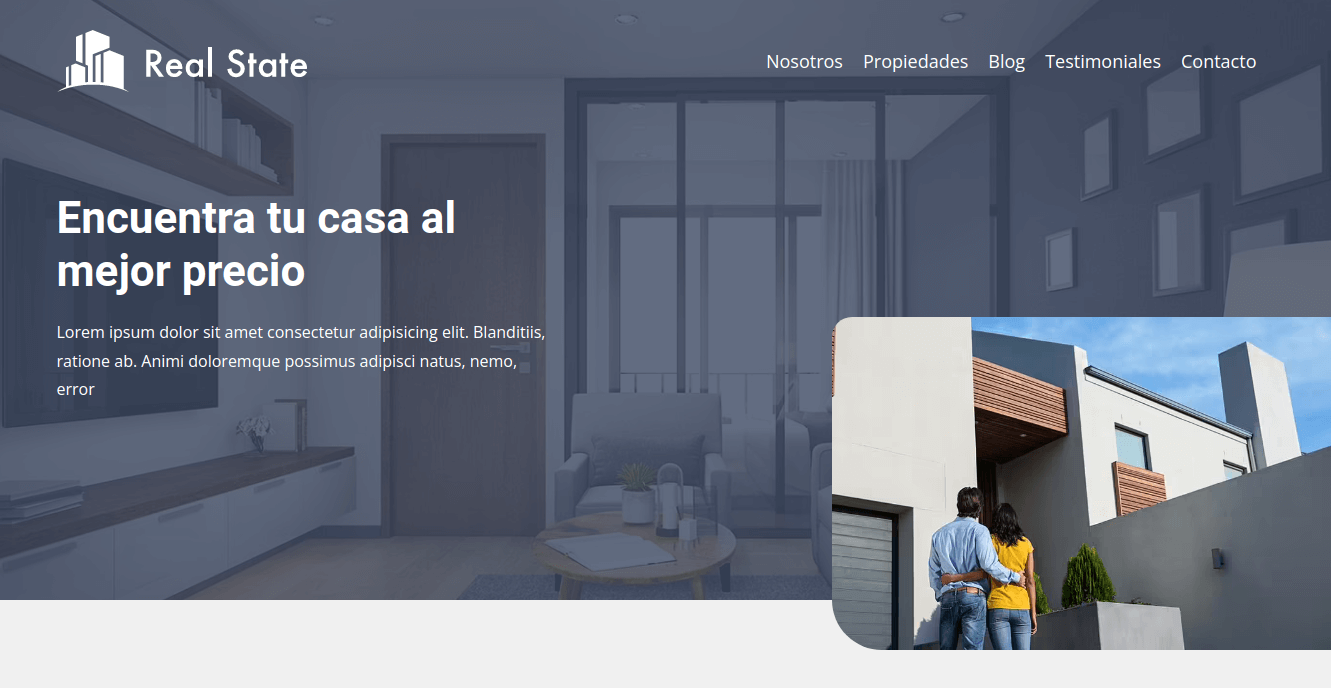 Real State
Nosotros Propiedades Blog Testimoniales Contacto
Encuentra tu casa al
mejor precio
Lorem ipsum dolor sit amet consectetur adipisicing elit. Blanditiis,
ratione ab. Animi doloremque possimus adipisci natus, nemo,
error